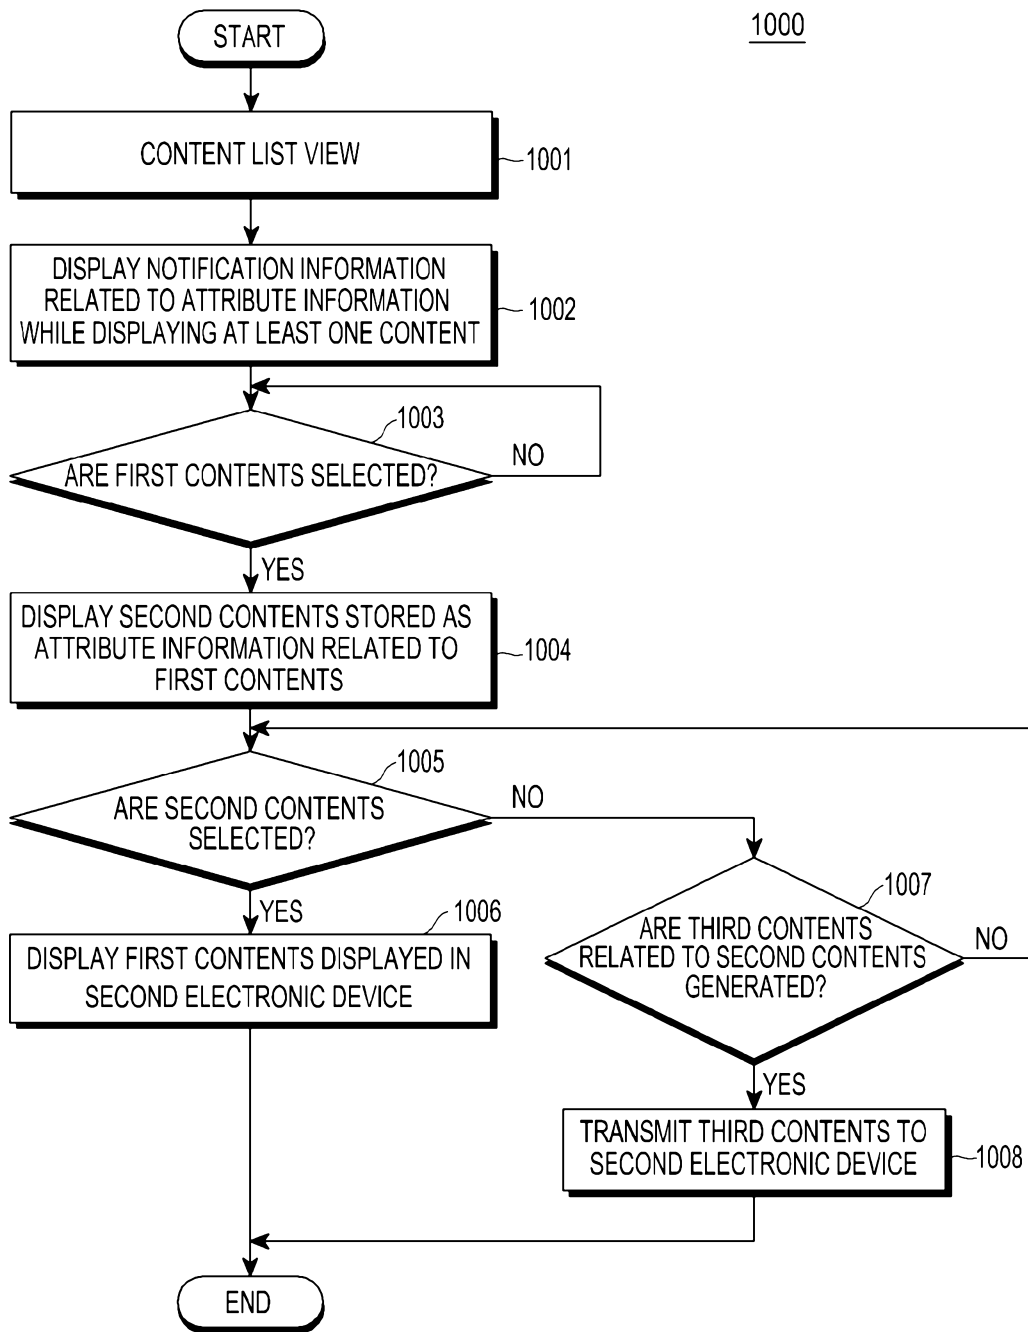 START
1000
CONTENT LIST VIEW
1001
DISPLAY NOTIFICATION INFORMATION
RELATED TO ATTRIBUTE INFORMATION
WHILE DISPLAYING AT LEAST ONE CONTENT
1002
1003
ARE FIRST CONTENTS SELECTED?
NO
YES
DISPLAY SECOND CONTENTS STORED AS
ATTRIBUTE INFORMATION RELATED TO
FIRST CONTENTS
1004
1005
ARE SECOND CONTENTS
SELECTED?
NO
YES
1006
DISPLAY FIRST CONTENTS DISPLAYED IN
SECOND ELECTRONIC DEVICE
1007
ARE THIRD CONTENTS
RELATED TO SECOND CONTENTS
GENERATED?
NO
YES
TRANSMIT THIRD CONTENTS TO
SECOND ELECTRONIC DEVICE
1008
END